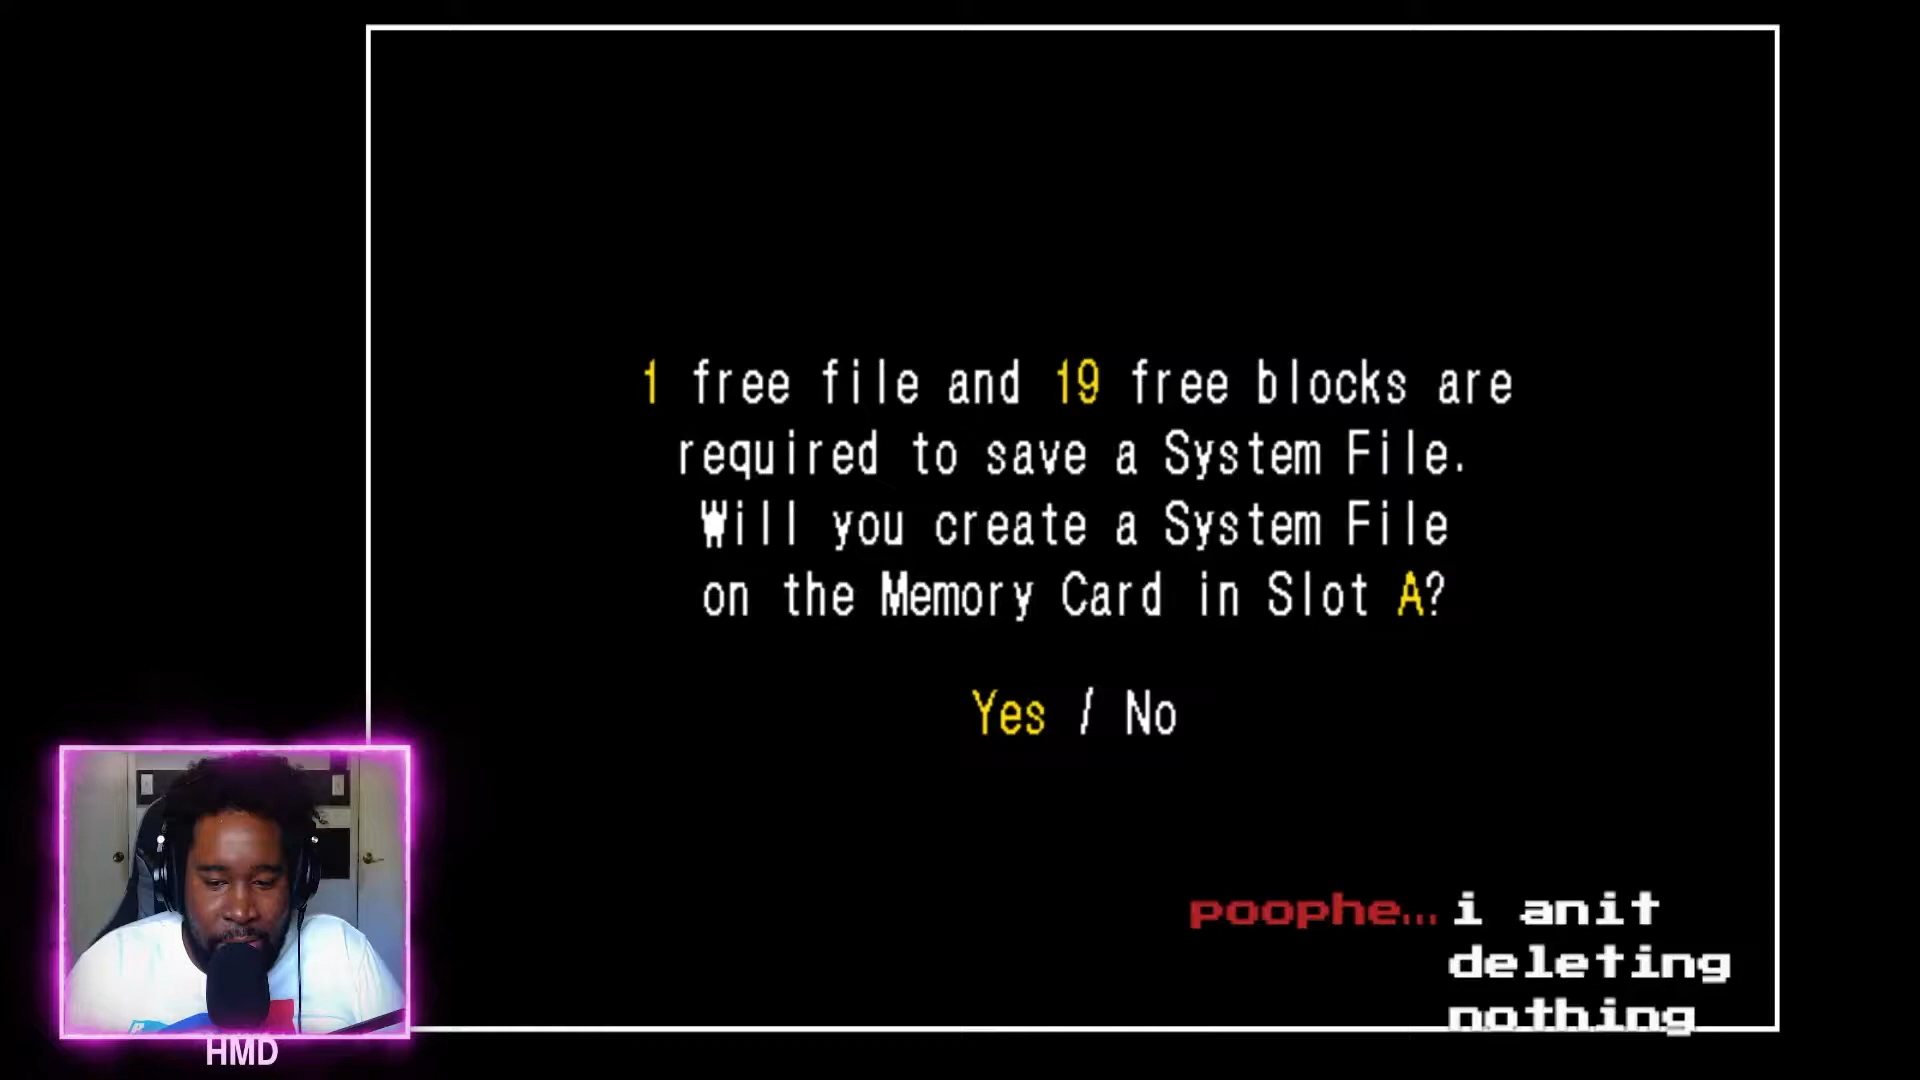 1 free file and 19 free blocks are
required to save a System File.
Will you create a System File
on the Memory Card in Slot A?
Yes / No
poophe... i anit
deleting
nothing
HMD